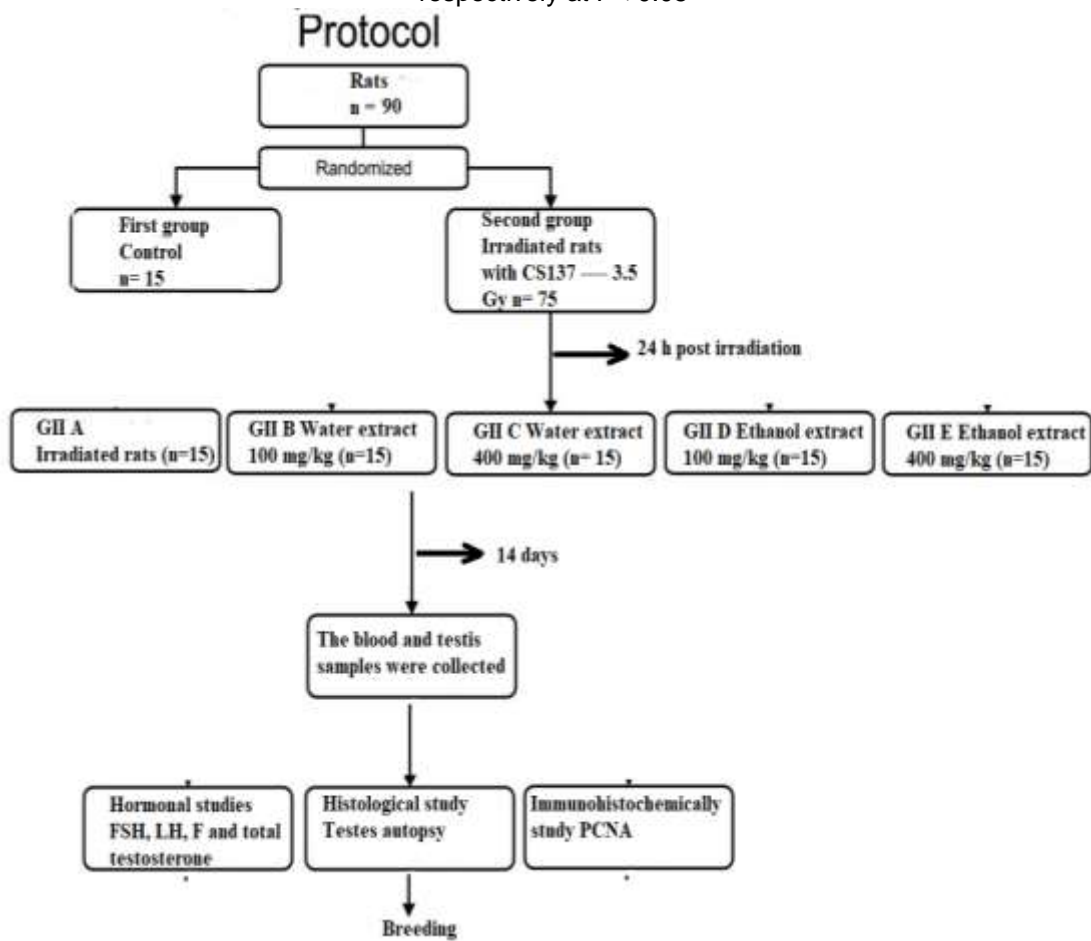 Protocol
Rats
n = 90
Randomized
First group
Control
n= 15
Second group
Irradiated rats
with CS137 ---- 3.5
Gy n= 75
24 h post irradiation
GII A
Irradiated rats (n=15)
GII B Water extract
100 mg/kg (n=15)
GII C Water extract
400 mg/kg (n= 15)
GII D Ethanol extract
100 mg/kg (n=15)
GII E Ethanol extract
400 mg/kg (n=15)
14 days
The blood and testis
samples were collected
Hormonal studies
FSH, LH, F and total
testosterone
Histological study
Testes autopsy
Immunohistochemically
study PCNA
Breeding